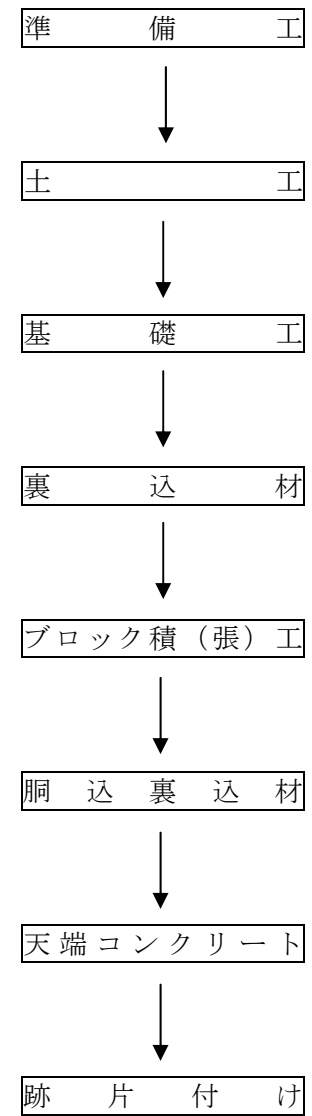 準備工
土工
基礎工
裏込材
ブロック積（張）工
胴込裏込材
天端コンクリート
跡片付け